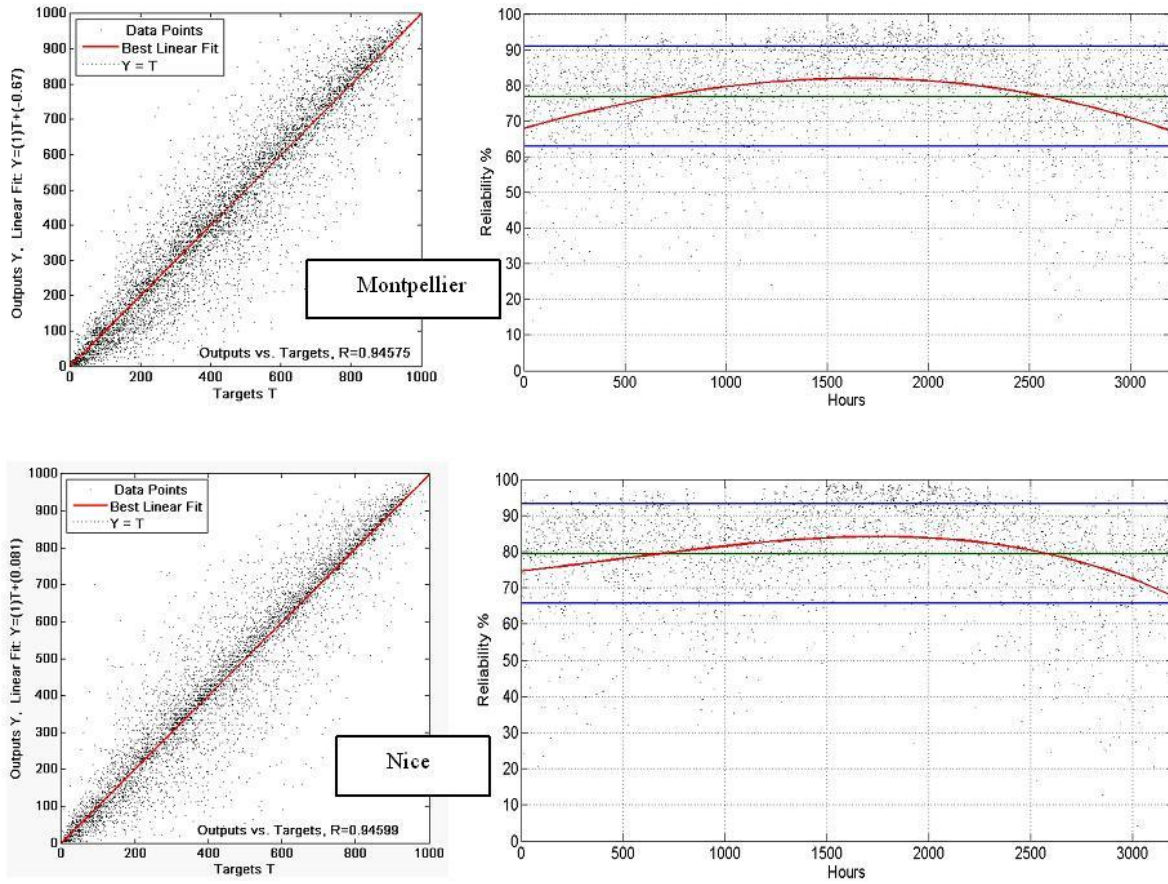 Outputs Y, Linear Fit: Y=(1)T+(-0.67)
1000
900
800
700
600
500
400
300
200
100
0
Data Points
Best Linear Fit
Y = T
Outputs vs. Targets, R=0.94575
0 200 400 600 800 1000
Targets T
Montpellier
Reliability %
100
90
80
70
60
50
40
30
20
10
0
0 500 1000 1500 2000 2500 3000
Hours
Outputs Y, Linear Fit: Y=(1)T+(0.081)
1000
900
800
700
600
500
400
300
200
100
0
Data Points
Best Linear Fit
Y = T
Outputs vs. Targets, R=0.94599
0 200 400 600 800 1000
Targets T
Nice
Reliability %
100
90
80
70
60
50
40
30
20
10
0
0 500 1000 1500 2000 2500 3000
Hours